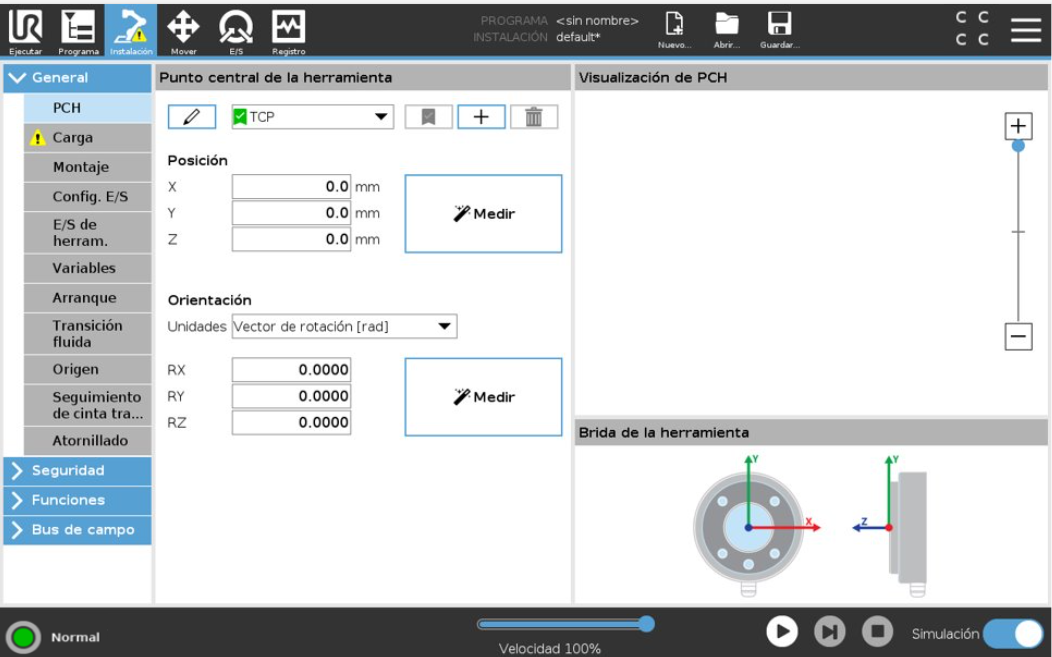 UR
PROGRAMA <sin nombre>
INSTALACIÓN default*
C C
C C
Ejecutar Programa Instalación Mover E/S Registro Nuevo... Abrir... Guardar...
General
PCH
Carga
Montaje
Config. E/S
E/S de
herram.
Variables
Arranque
Transición
fluida
Origen
Seguimiento
de cinta tra...
Atornillado
Seguridad
Funciones
Bus de campo
Punto central de la herramienta
TCP
Posición
X 0.0 mm
Y 0.0 mm
Z 0.0 mm
Medir
Orientación
Unidades Vector de rotación [rad]
RX 0.0000
RY 0.0000
RZ 0.0000
Medir
Visualización de PCH
Brida de la herramienta
Y
X
Y
Z
Normal
Velocidad 100%
Simulación